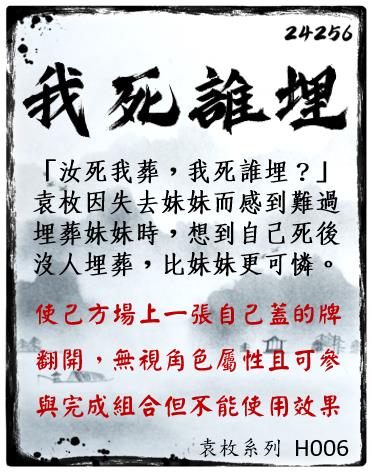 24256
我死誰埋
「汝死我葬，我死誰埋？」
袁枚因失去妹妹而感到難過
埋葬妹妹時，想到自己死後
沒人埋葬，比妹妹更可憐。
使己方場上一張自己蓋的牌
翻開，無視角色屬性且可參
與完成組合但不能使用效果
袁枚系列 H006